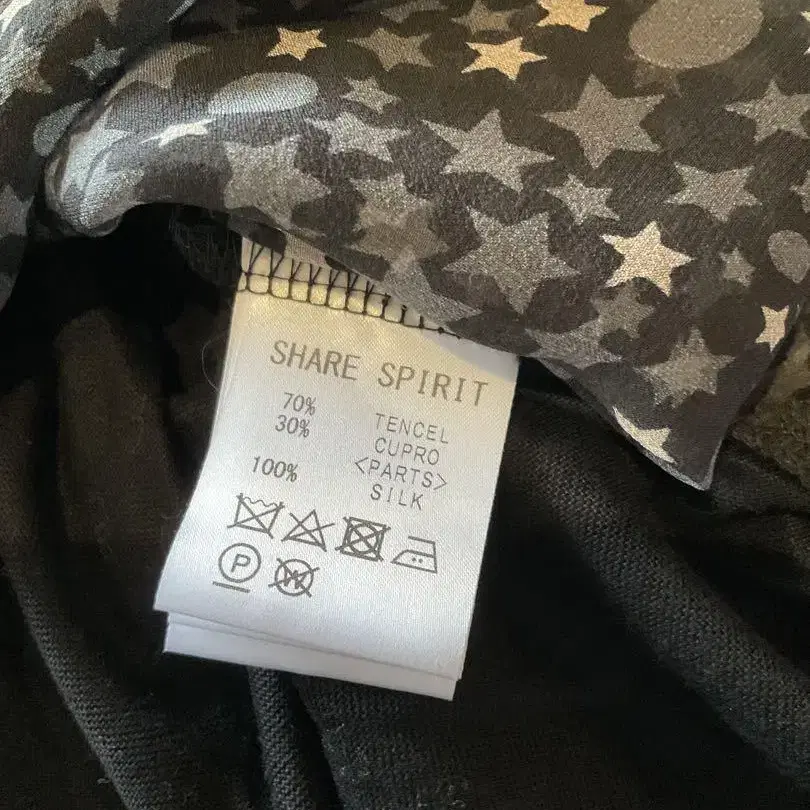 SHARE SPIRIT
70% TENCEL
30% CUPRO
<PARTS>
100% SILK
P W